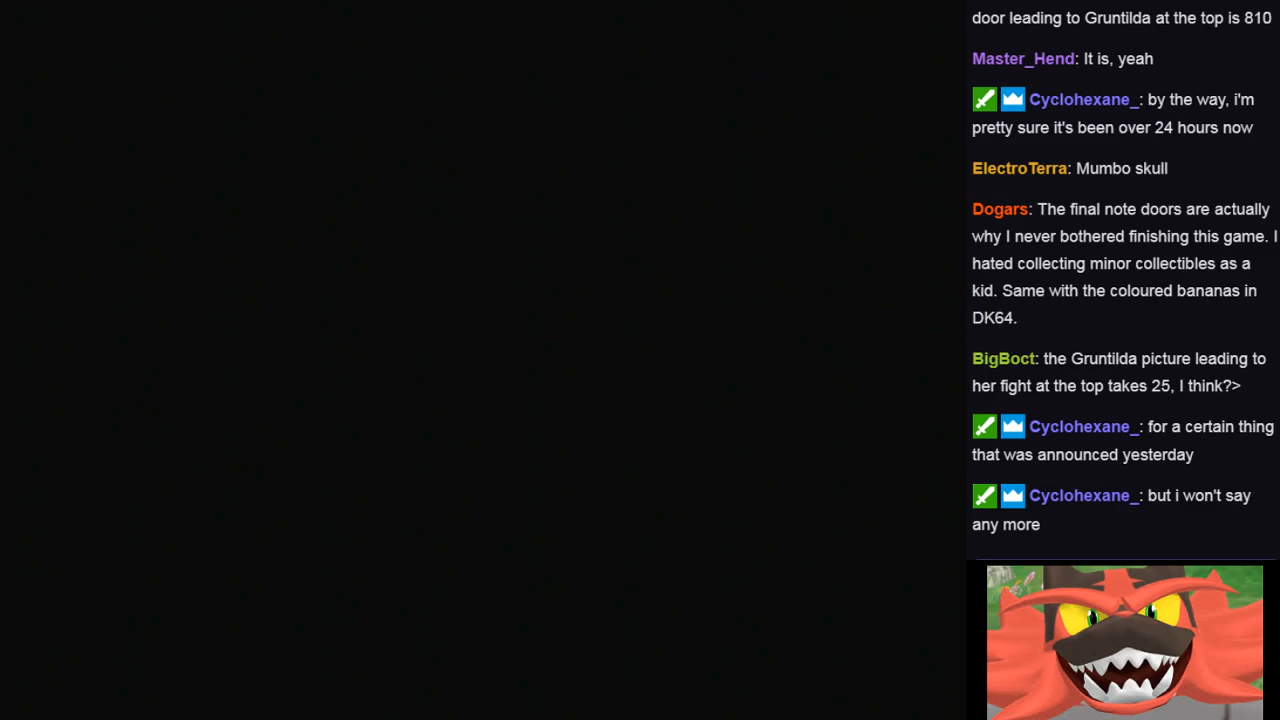 door leading to Gruntilda at the top is 810
Master_Hend: It is, yeah
Cyclohexane_: by the way, i'm
pretty sure it's been over 24 hours now
ElectroTerra: Mumbo skull
Dogars: The final note doors are actually
why I never bothered finishing this game. I
hated collecting minor collectibles as a
kid. Same with the coloured bananas in
DK64.
BigBoct: the Gruntilda picture leading to
her fight at the top takes 25, I think?>
Cyclohexane_: for a certain thing
that was announced yesterday
Cyclohexane_: but i won't say
any more